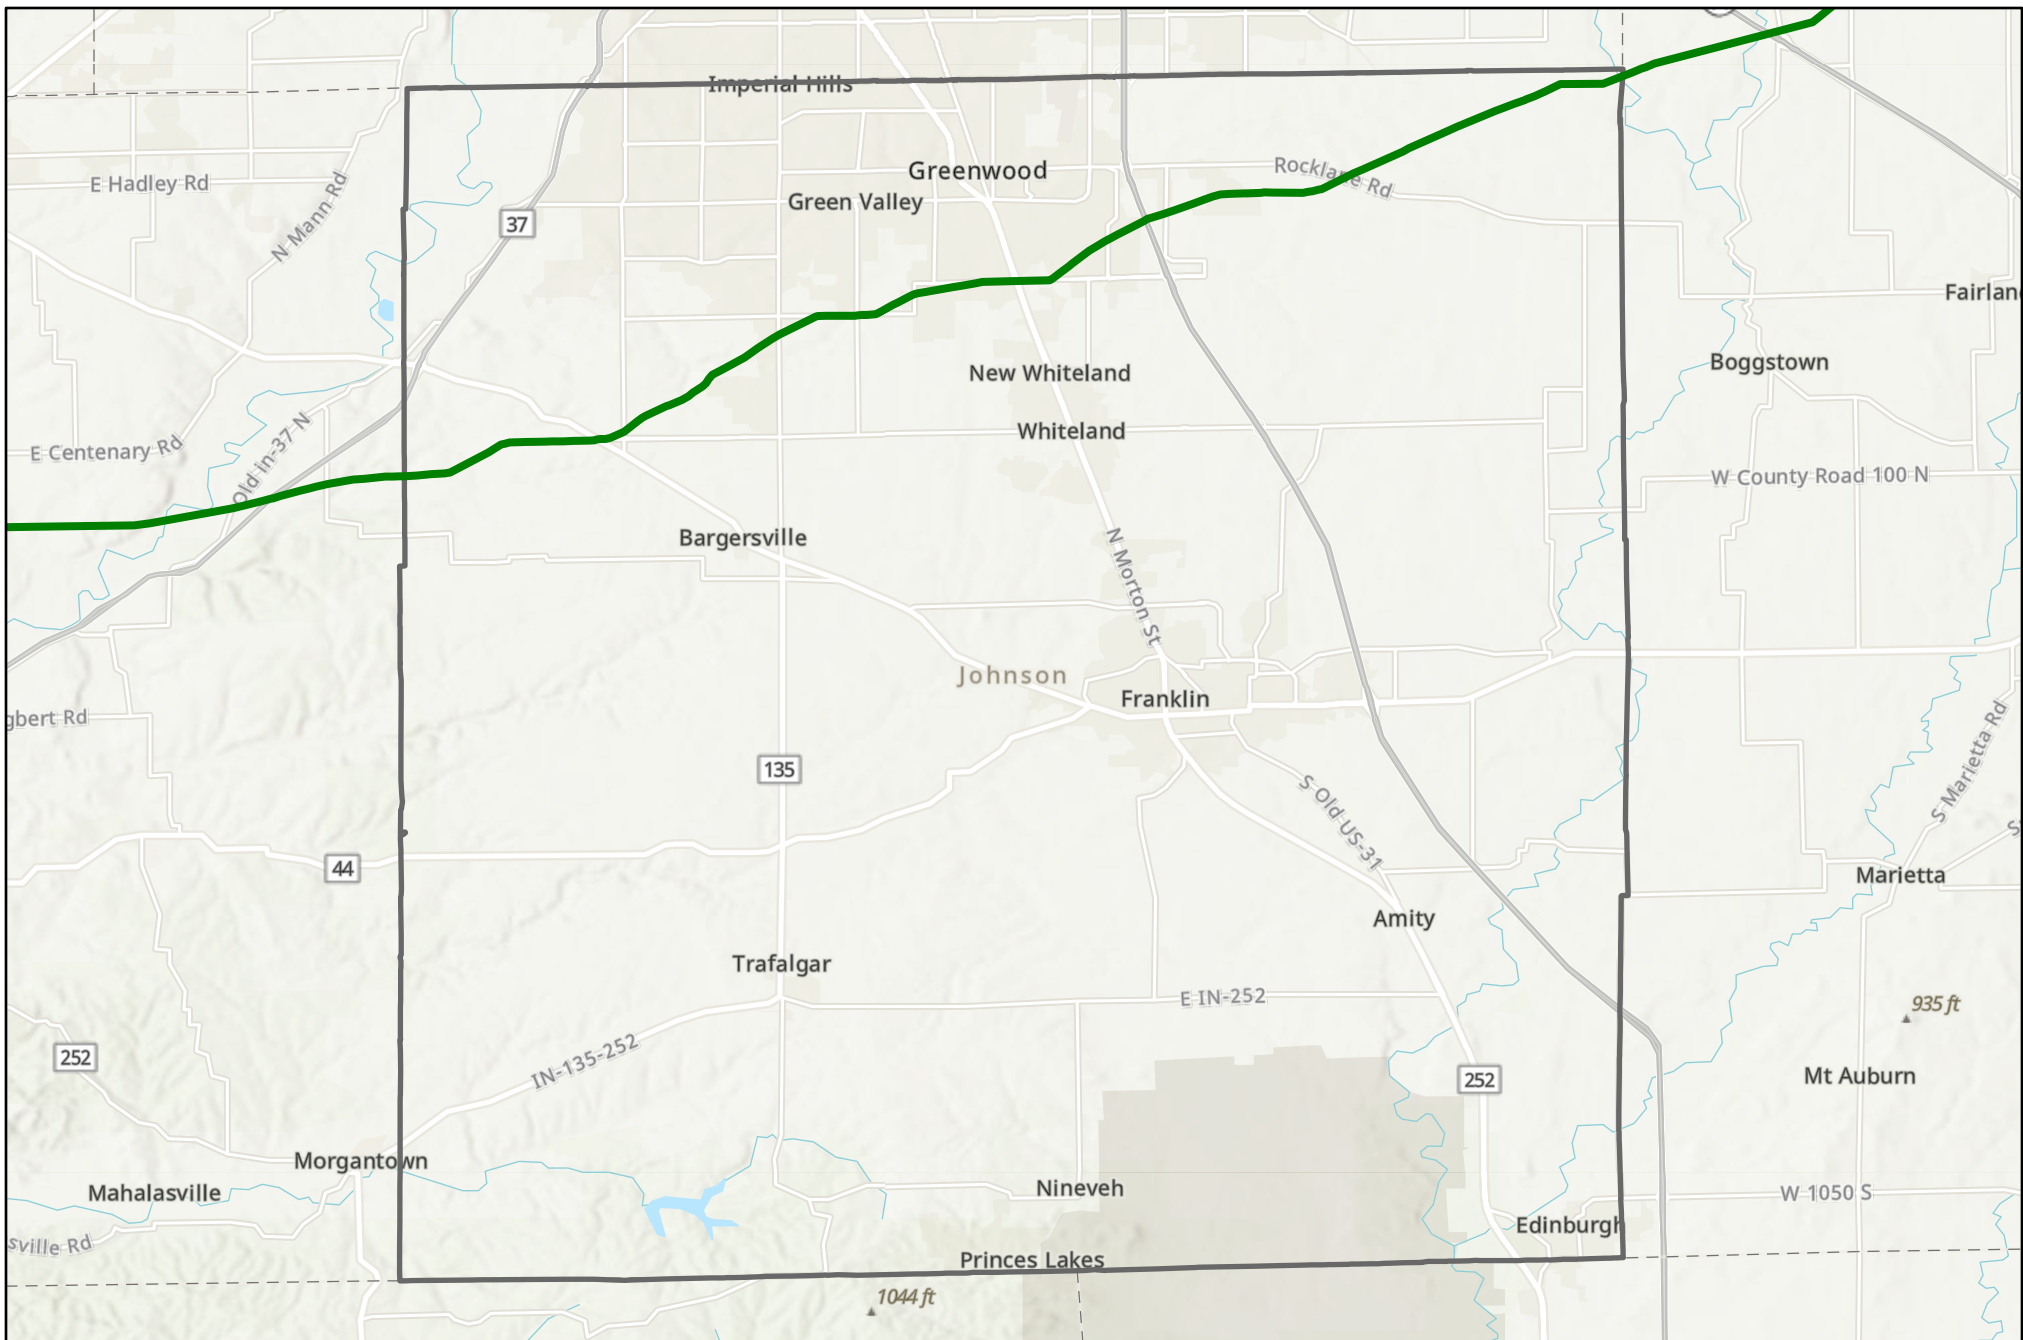 Imperial Hills
E Hadley Rd
N Mann Rd
37
Greenwood
Green Valley
Rocklane Rd
Fairlan
New Whiteland
Boggstown
Whiteland
E Centenary Rd
Old in-37 N
W County Road 100 N
Bargersville
N Morton St
Johnson
Franklin
gbert Rd
135
S Old US-31
S Marietta Rd
S
44
Marietta
Amity
Trafalgar
E IN-252
935 ft
IN-135-252
252
252
Mt Auburn
Morgantown
Mahalasville
Nineveh
W 1050 S
Edinburgh
sville Rd
Princes Lakes
1044 ft